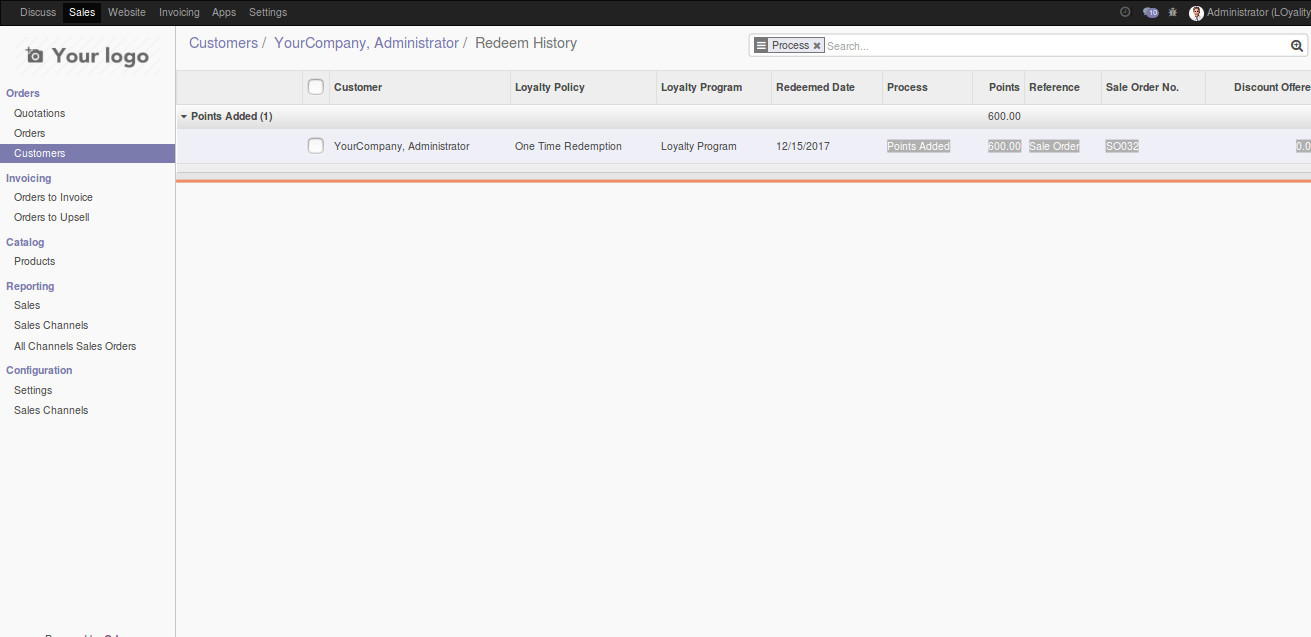 Discuss Sales Website Invoicing Apps Settings 10 Administrator (LOyality
Your logo
Customers / YourCompany, Administrator / Redeem History
Process Search...
Customer Loyalty Policy Loyalty Program Redeemed Date Process Points Reference Sale Order No. Discount Offere
Points Added (1) 600.00
YourCompany, Administrator One Time Redemption Loyalty Program 12/15/2017 Points Added 600.00 Sale Order SO032 0.0
Orders
Quotations
Orders
Customers
Invoicing
Orders to Invoice
Orders to Upsell
Catalog
Products
Reporting
Sales
Sales Channels
All Channels Sales Orders
Configuration
Settings
Sales Channels